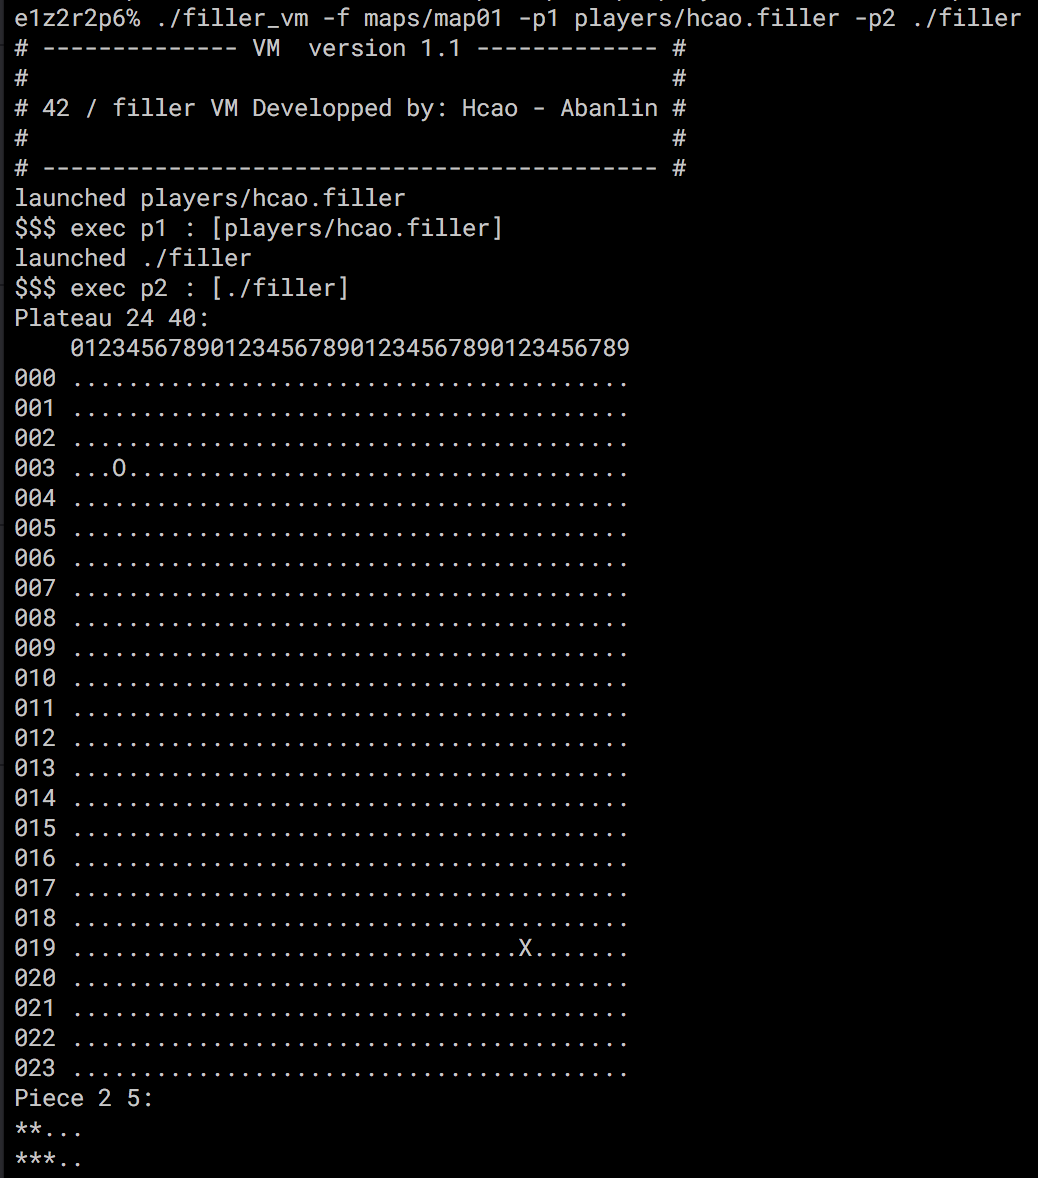 e1z2r2p6% ./filler_vm -f maps/map01 -p1 players/hcao.filler -p2 ./filler
# -------------- VM  version 1.1 ------------- #
#                                              #
# 42 / filler VM Developped by: Hcao - Abanlin #
#                                              #
# -------------------------------------------- #
launched players/hcao.filler
$$$ exec p1 : [players/hcao.filler]
launched ./filler
$$$ exec p2 : [./filler]
Plateau 24 40:
    0123456789012345678901234567890123456789
000 ........................................
001 ........................................
002 ........................................
003 ...O....................................
004 ........................................
005 ........................................
006 ........................................
007 ........................................
008 ........................................
009 ........................................
010 ........................................
011 ........................................
012 ........................................
013 ........................................
014 ........................................
015 ........................................
016 ........................................
017 ........................................
018 ........................................
019 ................................X.......
020 ........................................
021 ........................................
022 ........................................
023 ........................................
Piece 2 5:
**...
***..